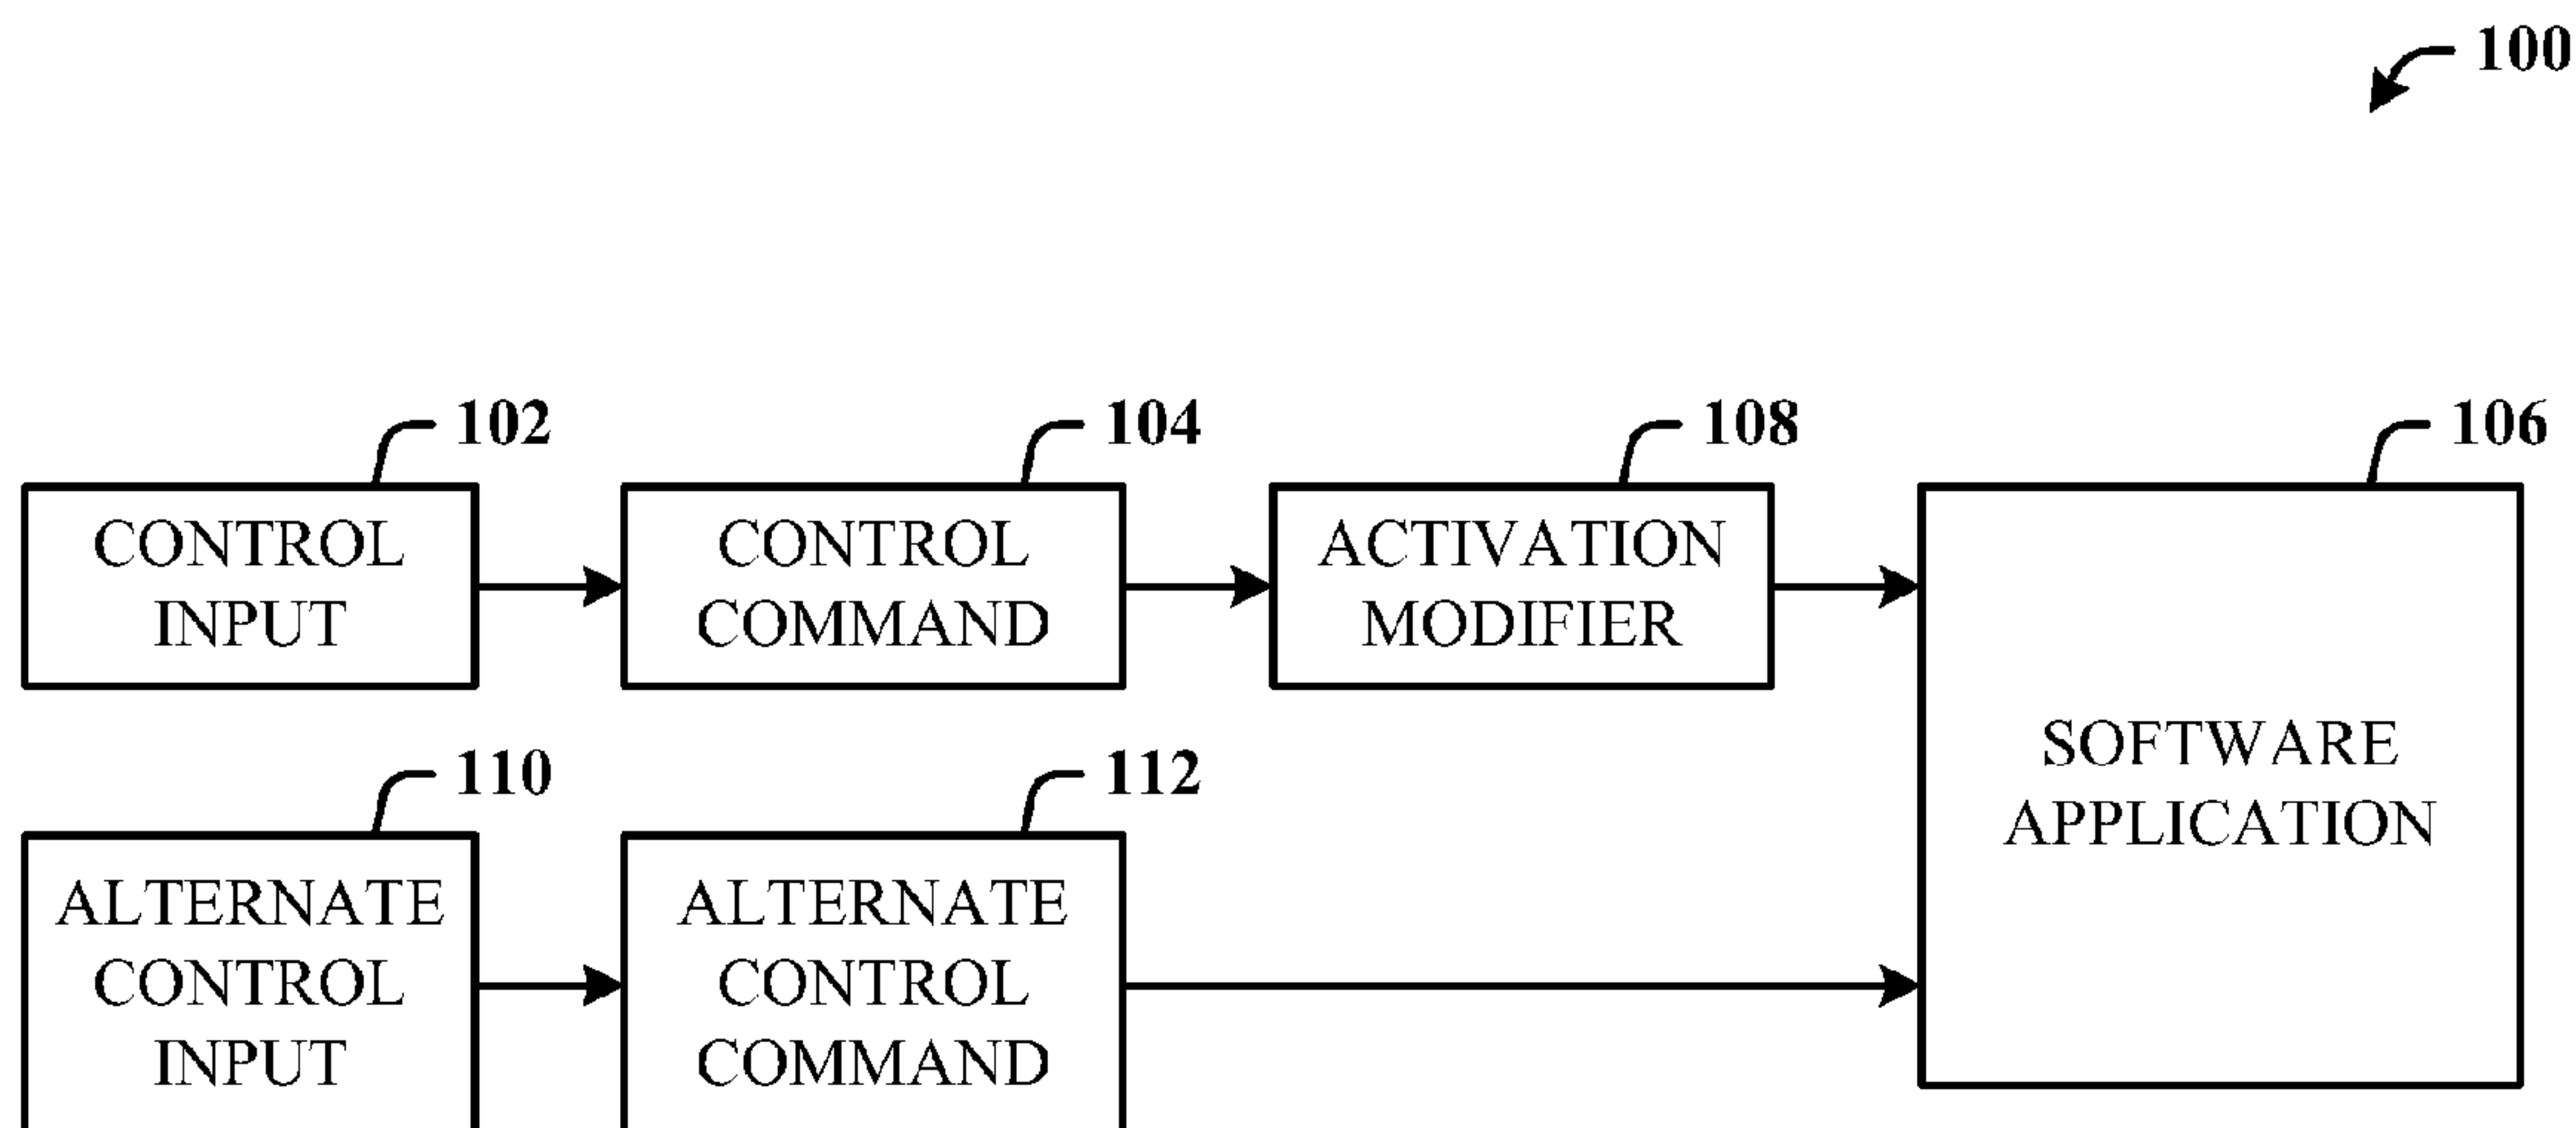 100
102
104
108
106
CONTROL
INPUT
CONTROL
COMMAND
ACTIVATION
MODIFIER
SOFTWARE
APPLICATION
110
112
ALTERNATE
CONTROL
INPUT
ALTERNATE
CONTROL
COMMAND